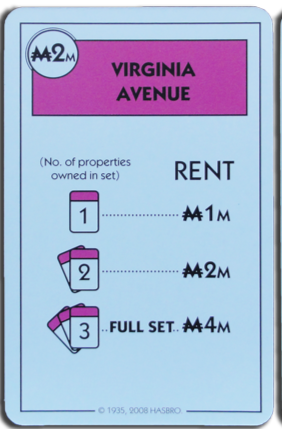 ₩2M
VIRGINIA
AVENUE
(No. of properties
owned in set)
RENT
1 ₩1M
2 ₩2M
3 FULL SET ₩4M
© 1935, 2008 HASBRO